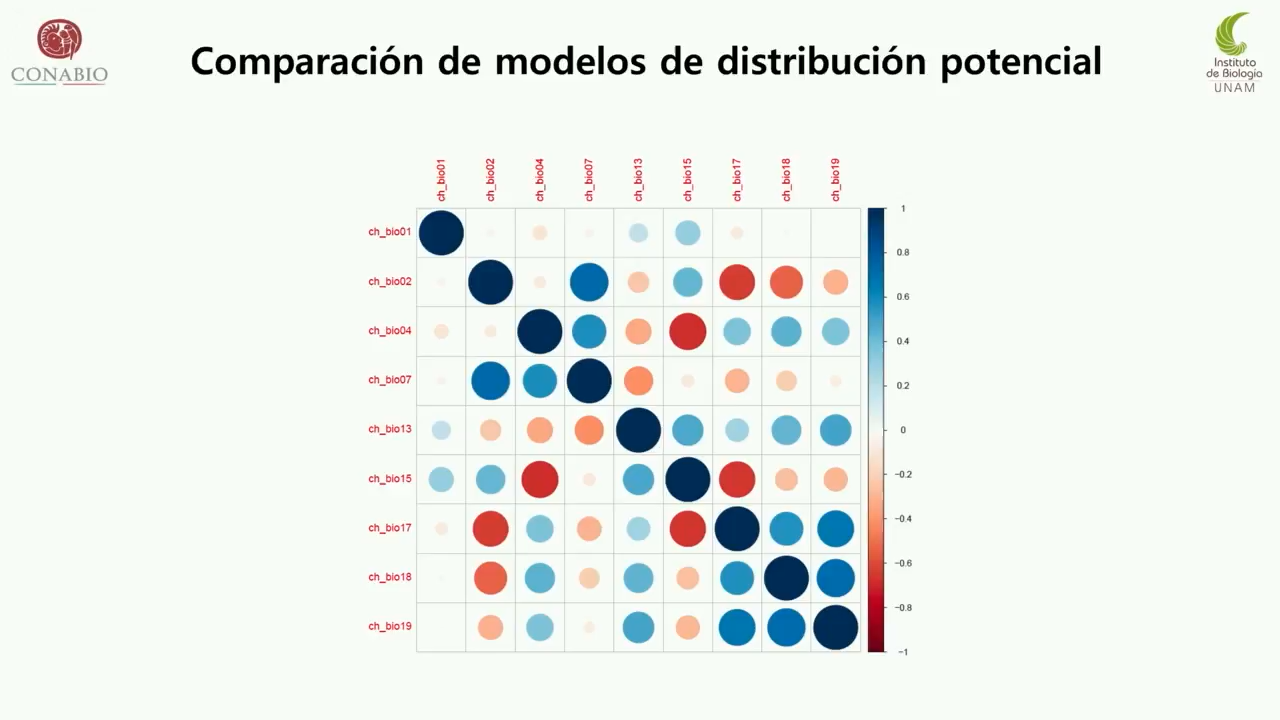 CONABIO
Comparación de modelos de distribución potencial
Instituto
de Biología
UNAM
ch_bio01
ch_bio02
ch_bio04
ch_bio07
ch_bio13
ch_bio15
ch_bio17
ch_bio18
ch_bio19
ch_bio01
ch_bio02
ch_bio04
ch_bio07
ch_bio13
ch_bio15
ch_bio17
ch_bio18
ch_bio19
1
0.8
0.6
0.4
0.2
0
−0.2
−0.4
−0.6
−0.8
−1